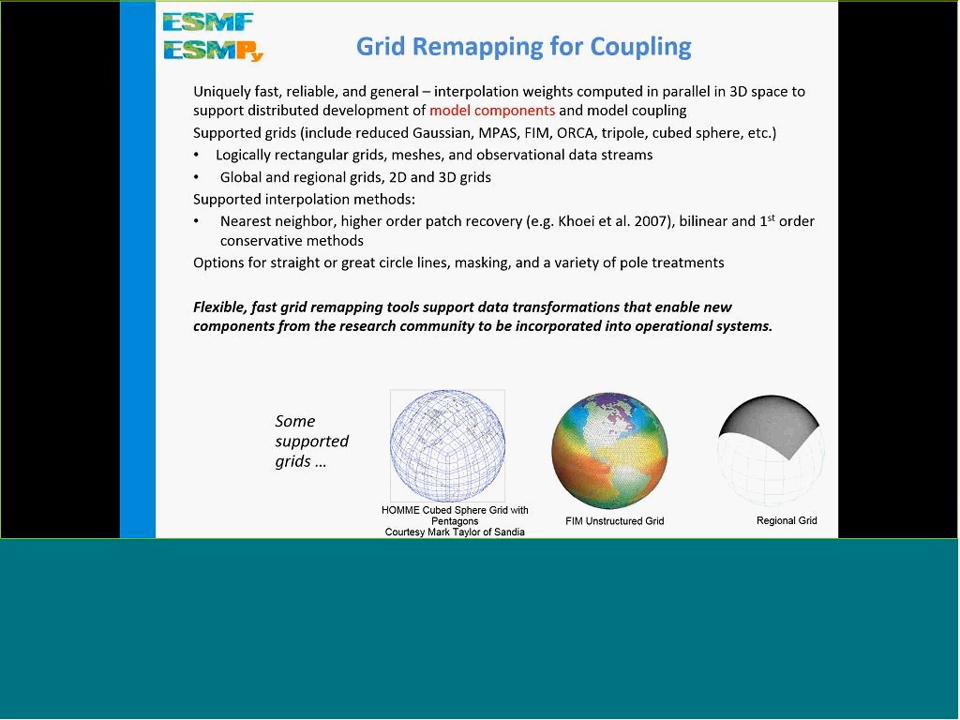 ESMF
ESMPy
Grid Remapping for Coupling
Uniquely fast, reliable, and general – interpolation weights computed in parallel in 3D space to
support distributed development of model components and model coupling
Supported grids (include reduced Gaussian, MPAS, FIM, ORCA, tripole, cubed sphere, etc.)
• Logically rectangular grids, meshes, and observational data streams
• Global and regional grids, 2D and 3D grids
Supported interpolation methods:
• Nearest neighbor, higher order patch recovery (e.g. Khoei et al. 2007), bilinear and 1st order
conservative methods
Options for straight or great circle lines, masking, and a variety of pole treatments
Flexible, fast grid remapping tools support data transformations that enable new
components from the research community to be incorporated into operational systems.
Some
supported
grids ...
HOMME Cubed Sphere Grid with
Pentagons
Courtesy Mark Taylor of Sandia
FIM Unstructured Grid
Regional Grid